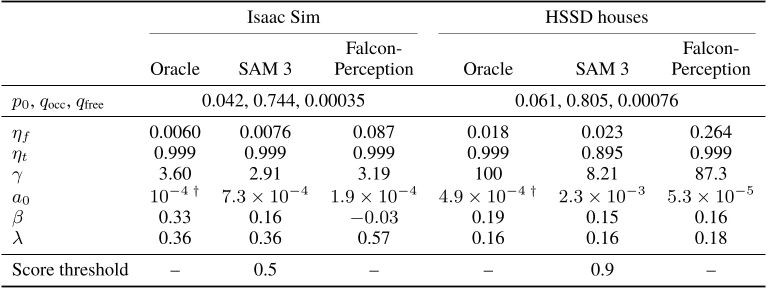 Isaac Sim HSSD houses
Falcon- Falcon-
Oracle SAM 3 Perception Oracle SAM 3 Perception
p₀, q_occ, q_free 0.042, 0.744, 0.00035 0.061, 0.805, 0.00076
η_f 0.0060 0.0076 0.087 0.018 0.023 0.264
η_t 0.999 0.999 0.999 0.999 0.895 0.999
γ 3.60 2.91 3.19 100 8.21 87.3
a₀ 10⁻⁴ † 7.3 × 10⁻⁴ 1.9 × 10⁻⁴ 4.9 × 10⁻⁴ † 2.3 × 10⁻³ 5.3 × 10⁻⁵
β 0.33 0.16 −0.03 0.19 0.15 0.16
λ 0.36 0.36 0.57 0.16 0.16 0.18
Score threshold – 0.5 – – 0.9 –